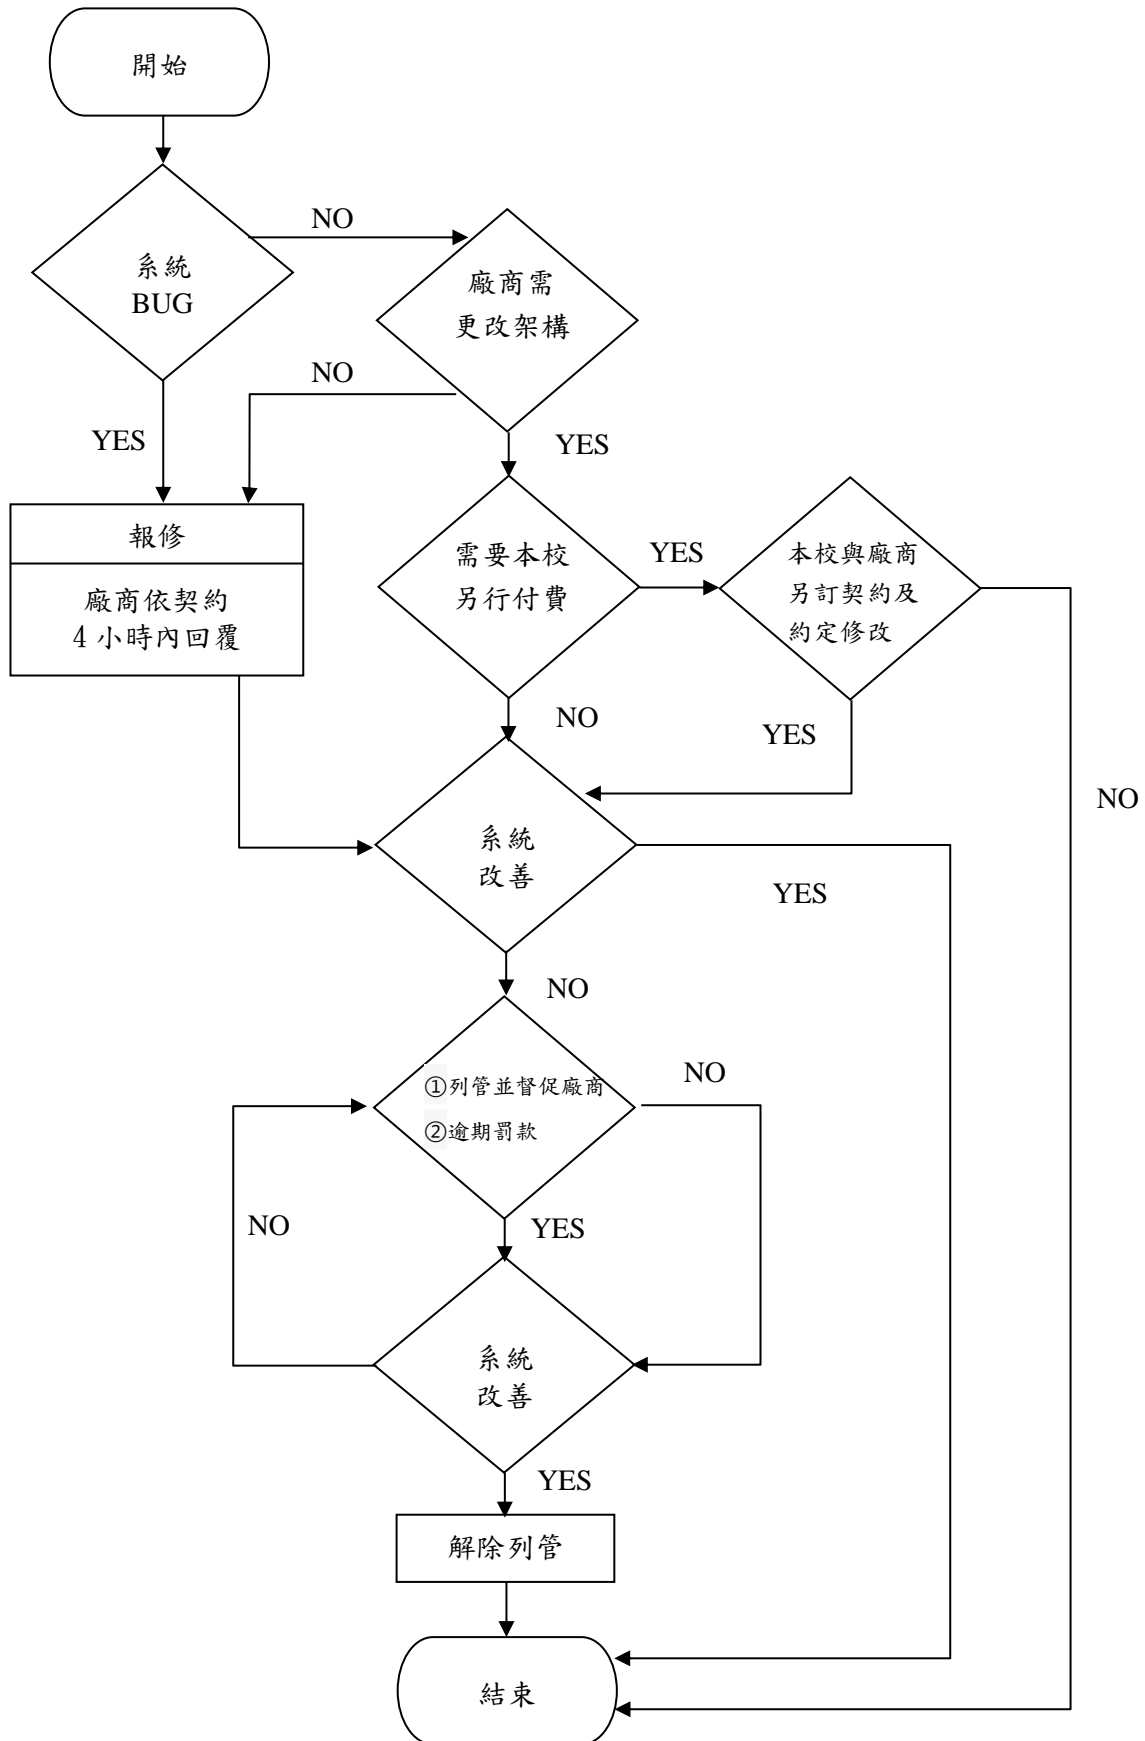 開始
NO
系統
BUG
廠商需
更改架構
NO
YES
YES
報修
廠商依契約
4 小時內回覆
需要本校
另行付費
YES
本校與廠商
另訂契約及
約定修改
NO
YES
NO
系統
改善
YES
NO
①列管並督促廠商
②逾期罰款
NO
NO
YES
系統
改善
YES
解除列管
結束